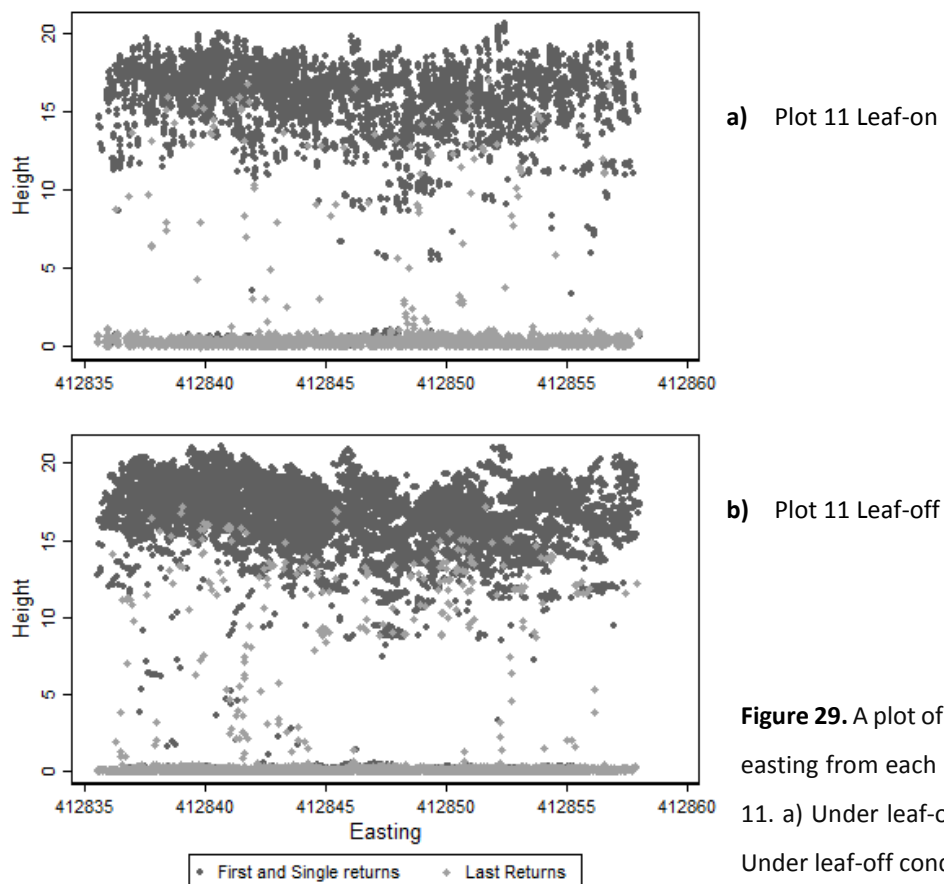 20
15
10
5
0
Height
412835 412840 412845 412850 412855 412860
a) Plot 11 Leaf-on
20
15
10
5
0
Height
412835 412840 412845 412850 412855 412860
Easting
First and Single returns Last Returns
b) Plot 11 Leaf-off
Figure 29. A plot of
easting from each
11. a) Under leaf-
Under leaf-off